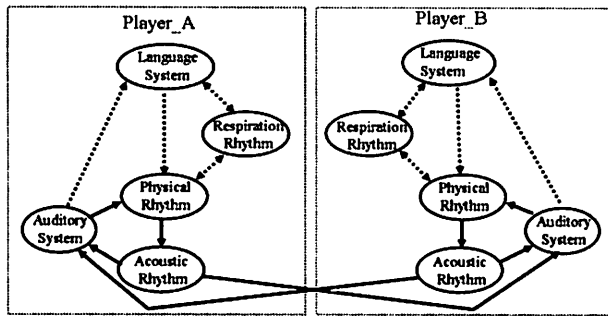 Player_A
Language
System
Respiration
Rhythm
Physical
Rhythm
Auditory
System
Acoustic
Rhythm
Player_B
Language
System
Respiration
Rhythm
Physical
Rhythm
Auditory
System
Acoustic
Rhythm